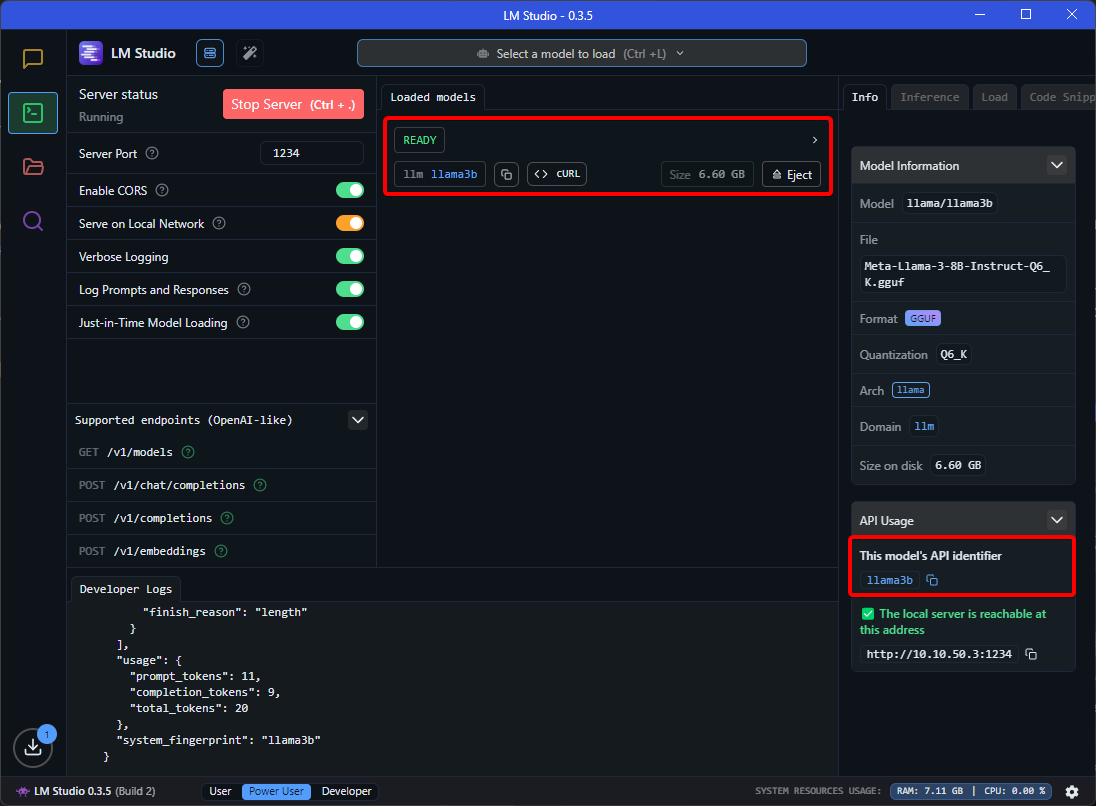 LM Studio - 0.3.5
LM Studio
Select a model to load (Ctrl +L)
Server status
Running
Stop Server (Ctrl + .)
Server Port ? 1234
Enable CORS ?
Serve on Local Network ?
Verbose Logging
Log Prompts and Responses ?
Just-in-Time Model Loading ?
Supported endpoints (OpenAI-like)
GET /v1/models ?
POST /v1/chat/completions ?
POST /v1/completions ?
POST /v1/embeddings ?
Loaded models
READY
llm llama3b
cURL
Size 6.60 GB
Eject
Info Inference Load Code Snipp
Model Information
Model llama/llama3b
File
Meta-Llama-3-8B-Instruct-Q6_
K.gguf
Format GGUF
Quantization Q6_K
Arch llama
Domain llm
Size on disk 6.60 GB
API Usage
This model's API identifier
llama3b
The local server is reachable at
this address
http://10.10.50.3:1234
Developer Logs
"finish_reason": "length"
}
],
"usage": {
"prompt_tokens": 11,
"completion_tokens": 9,
"total_tokens": 20
},
"system_fingerprint": "llama3b"
}
1
LM Studio 0.3.5 (Build 2)
User Power User Developer
SYSTEM RESOURCES USAGE: RAM: 7.11 GB | CPU: 0.00 %